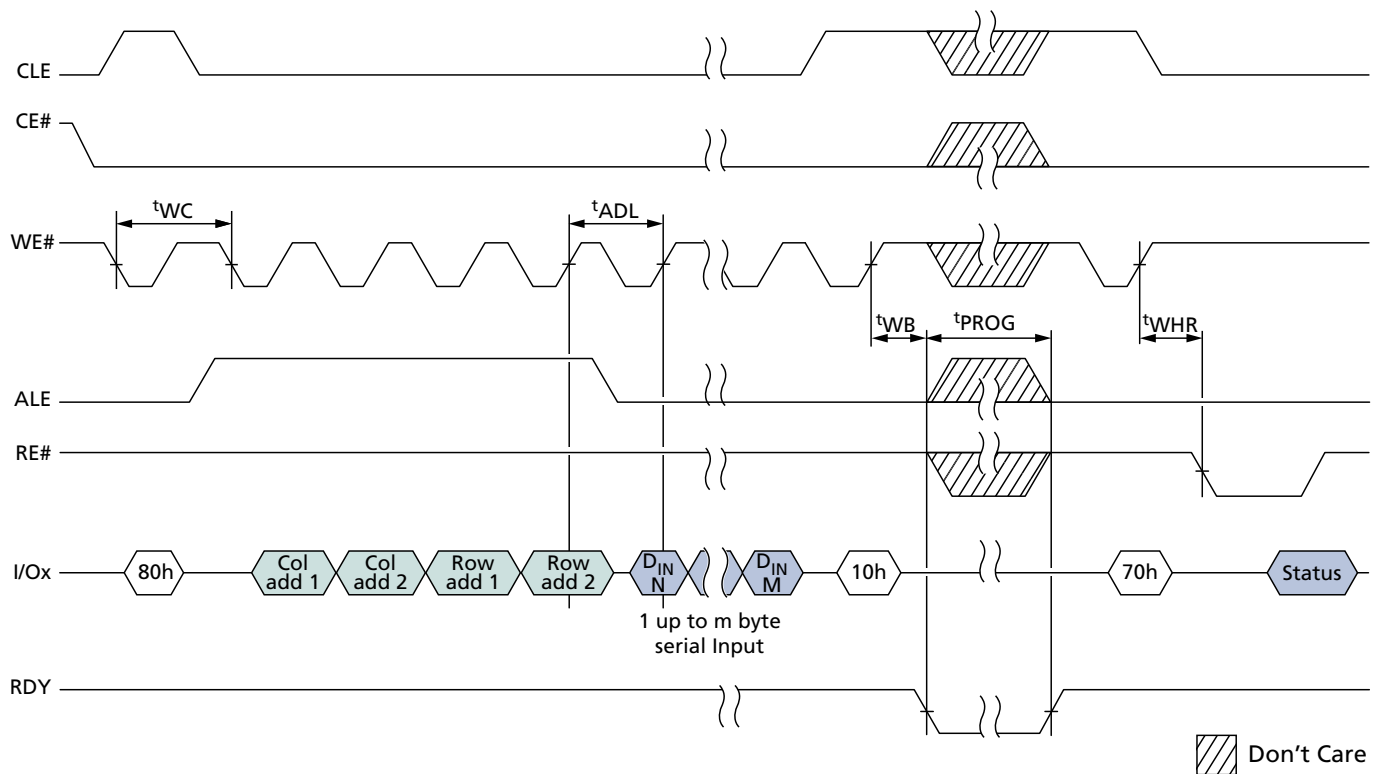 CLE
CE#
tWC
tADL
WE#
tWB
tPROG
tWHR
ALE
RE#
I/Ox
80h
Col
add 1
Col
add 2
Row
add 1
Row
add 2
DIN
N
DIN
M
10h
70h
Status
1 up to m byte
serial Input
RDY
Don't Care